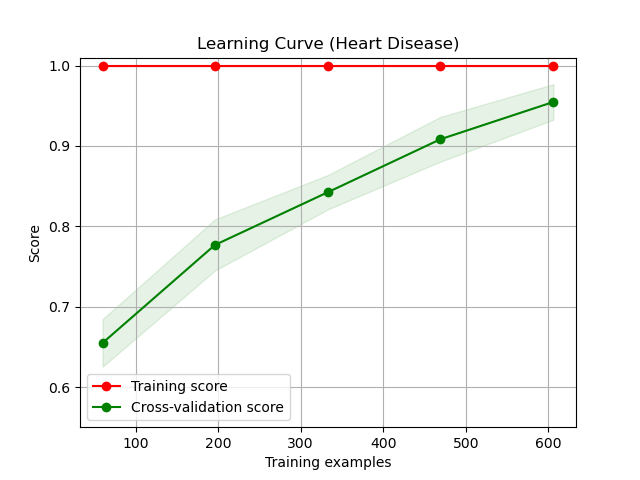 Learning Curve (Heart Disease)
1.0
0.9
0.8
0.7
0.6
Score
Training score
Cross-validation score
100 200 300 400 500 600
Training examples